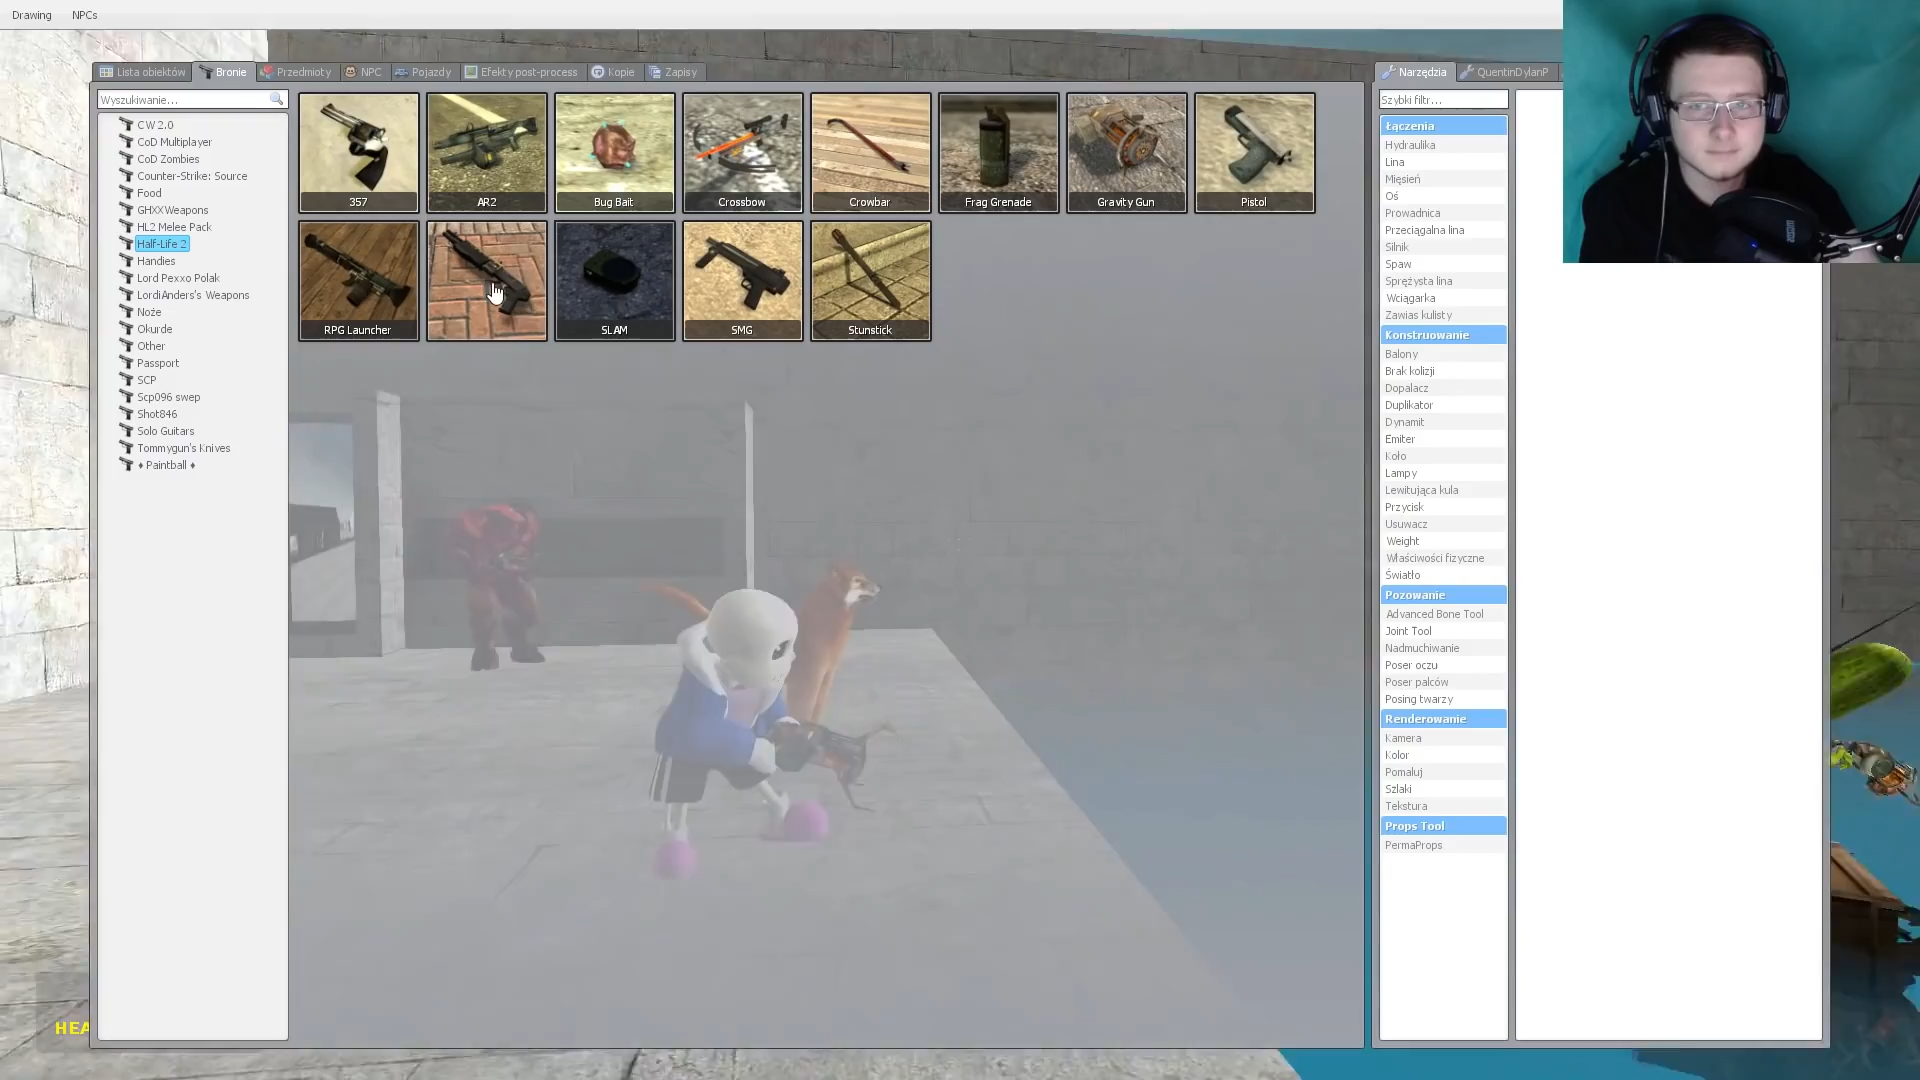 Drawing NPCs
Lista obiektów Bronie Przedmioty NPC Pojazdy Efekty post-process Kopie Zapisy
Narzędzia QuentinDylanP
Wyszukiwanie...
CW 2.0
CoD Multiplayer
CoD Zombies
Counter-Strike: Source
Food
GHXXWeapons
HL2 Melee Pack
Half-Life 2
Handies
Lord Pexxo Polak
LordiAnders's Weapons
Noże
Okurde
Other
Passport
SCP
Scp096 swep
Shot846
Solo Guitars
Tommygun's Knives
♦ Paintball ♦
357 AR2 Bug Bait Crossbow Crowbar Frag Grenade Gravity Gun Pistol
RPG Launcher SLAM SMG Stunstick
Szybki filtr...
Łączenia
Hydraulika
Lina
Mięsień
Oś
Prowadnica
Przeciągalna lina
Silnik
Spaw
Sprężysta lina
Wciągarka
Zawias kulisty
Konstruowanie
Balony
Brak kolizji
Dopalacz
Duplikator
Dynamit
Emiter
Koło
Lampy
Lewitująca kula
Przycisk
Usuwacz
Weight
Właściwości fizyczne
Światło
Pozowanie
Advanced Bone Tool
Joint Tool
Nadmuchiwanie
Poser oczu
Poser palców
Posing twarzy
Renderowanie
Kamera
Kolor
Pomaluj
Szlaki
Tekstura
Props Tool
PermaProps
HEA